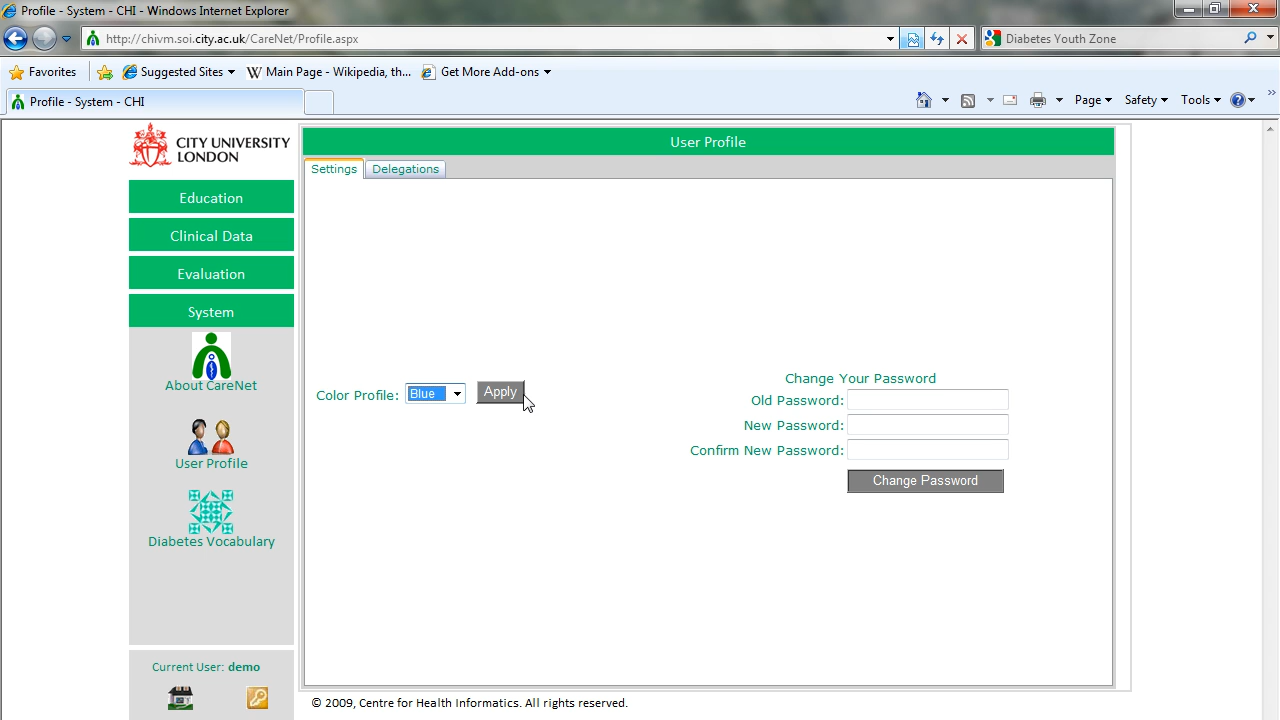 Profile - System - CHI - Windows Internet Explorer
http://chivm.soi.city.ac.uk/CareNet/Profile.aspx
Diabetes Youth Zone
Favorites
Suggested Sites
Main Page - Wikipedia, th...
Get More Add-ons
Profile - System - CHI
Page
Safety
Tools
CITY UNIVERSITY
LONDON
Education
Clinical Data
Evaluation
System
About CareNet
User Profile
Diabetes Vocabulary
Current User: demo
User Profile
Settings
Delegations
Color Profile:
Blue
Apply
Change Your Password
Old Password:
New Password:
Confirm New Password:
Change Password
© 2009, Centre for Health Informatics. All rights reserved.